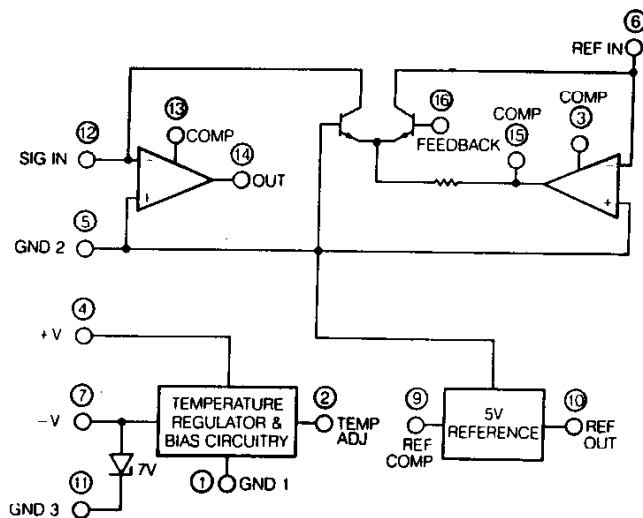 6
REF IN
13
COMP
16
FEEDBACK
COMP
15
COMP
3
12
SIG IN
14
OUT
-
+
-
+
5
GND 2
4
+V
7
-V
TEMPERATURE
REGULATOR &
BIAS CIRCUITRY
2
TEMP
ADJ
9
REF
COMP
5V
REFERENCE
10
REF
OUT
7V
1
GND 1
11
GND 3